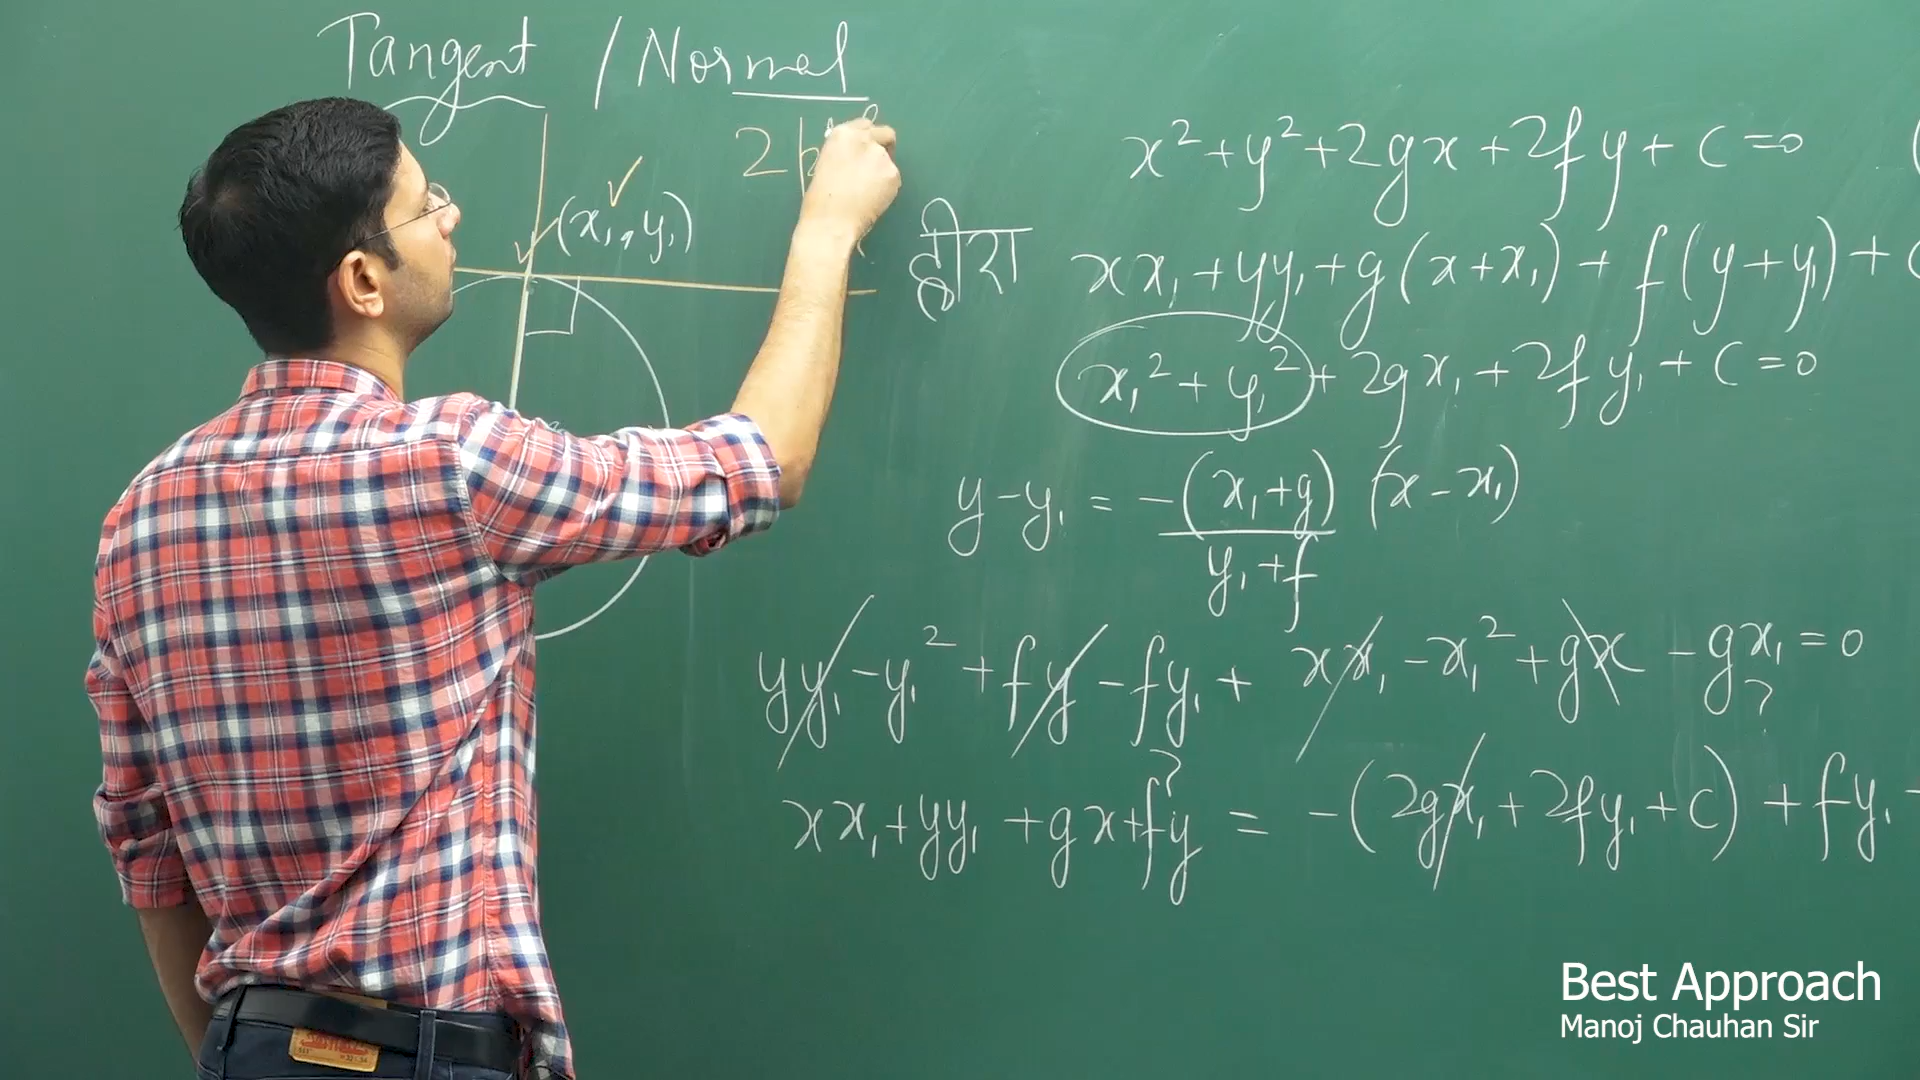 Tangent / Normal
2
(x₁, y₁)
x² + y² + 2gx + 2fy + c = 0
हीरा xx₁ + yy₁ + g(x + x₁) + f(y + y₁) +
x₁² + y₁² + 2gx₁ + 2fy₁ + c = 0
y - y₁ = -(x₁ + g) / y₁ + f (x - x₁)
yy₁ - y₁² + fy - fy₁ + xx₁ - x₁² + gx - gx₁ = 0
? ?
xx₁ + yy₁ + gx + fy = -(2gx₁ + 2fy₁ + c) + fy₁
Best Approach
Manoj Chauhan Sir